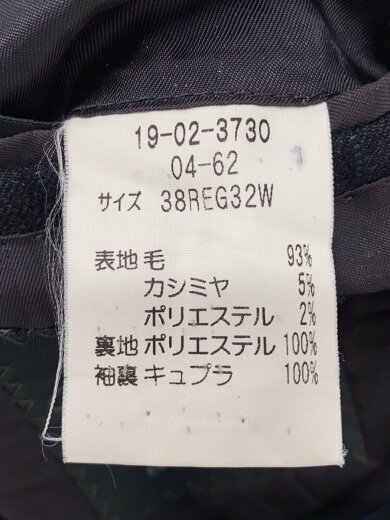 19-02-3730
04-62
サイズ 38REG32W
表地 毛 93%
カシミヤ 5%
ポリエステル 2%
裏地 ポリエステル 100%
袖裏 キュプラ 100%